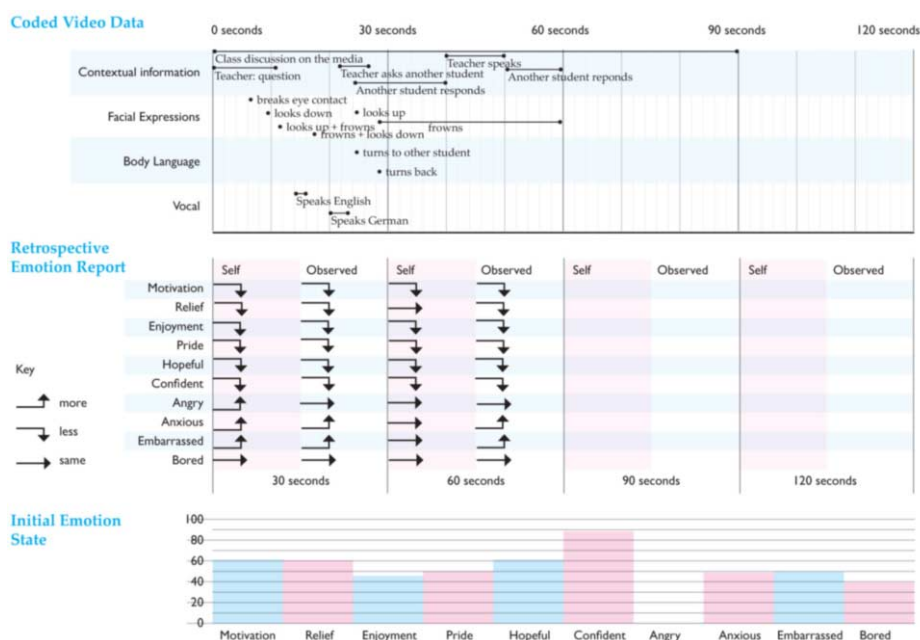 Coded Video Data
0 seconds 30 seconds 60 seconds 90 seconds 120 seconds
Contextual information
Class discussion on the media
Teacher speaks
Teacher: question
Teacher asks another student
Another student reponds
Another student responds
Facial Expressions
breaks eye contact
looks down
looks up
looks up + frowns
frowns
frowns + looks down
Body Language
turns to other student
turns back
Vocal
Speaks English
Speaks German
Retrospective
Emotion Report
Self Observed Self Observed Self Observed Self Observed
Motivation
Relief
Enjoyment
Pride
Hopeful
Confident
Angry
Anxious
Embarrassed
Bored
Key
more
less
same
30 seconds 60 seconds 90 seconds 120 seconds
Initial Emotion
State
100
80
60
40
20
0
Motivation Relief Enjoyment Pride Hopeful Confident Angry Anxious Embarrassed Bored